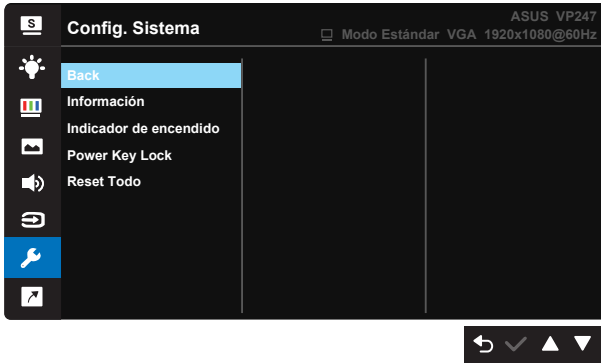 S
Config. Sistema
ASUS VP247
Modo Estándar VGA 1920x1080@60Hz
Back
Información
Indicador de encendido
Power Key Lock
Reset Todo